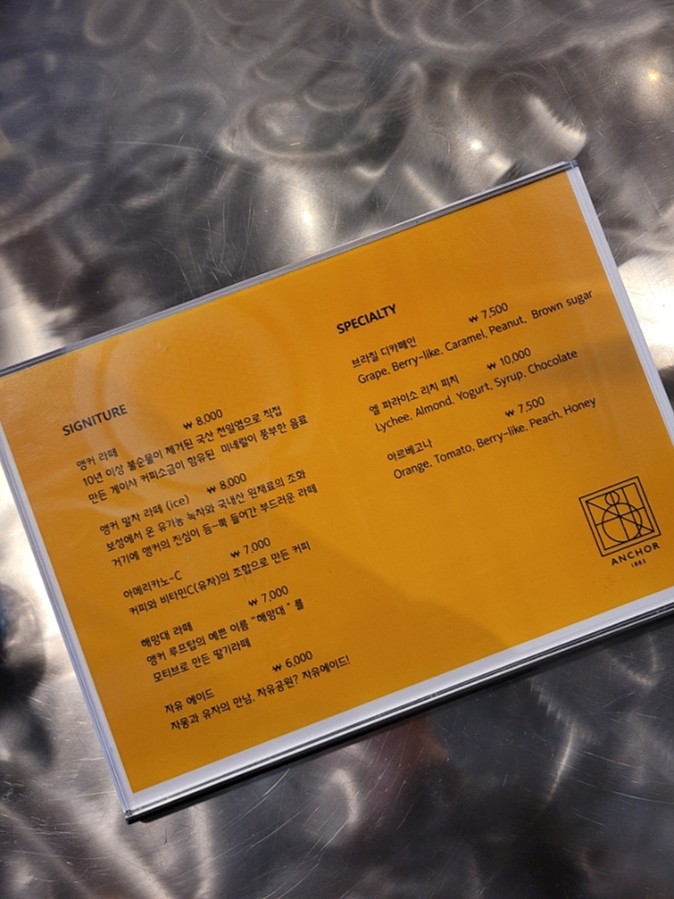 SIGNITURE
앵커 라떼 ₩ 8,000
10년 이상 불순물이 제거된 국산 천일염으로 직접
만든 게이샤 커피소금이 함유된 미네랄이 풍부한 음료
앵커 말차 라떼 (ice) ₩ 8,000
보성에서 온 유기농 녹차와 국내산 원재료의 조화
거기에 앵커의 진심이 듬-뿍 들어간 부드러운 라떼
아메리카노-C ₩ 7,000
커피와 비타민C(유자)의 조합으로 만든 커피
해망대 라떼 ₩ 7,000
앵커 루프탑의 예쁜 이름 "해망대 " 를
모티브로 만든 딸기라떼
자유 에이드 ₩ 6,000
자몽과 유자의 만남, 자유공원? 자유에이드!
SPECIALTY
브라질 디카페인 ₩ 7,500
Grape, Berry-like, Caramel, Peanut, Brown sugar
엘 파라이소 리치 피치 ₩ 10,000
Lychee, Almond, Yogurt, Syrup, Chocolate
아르베고나 ₩ 7,500
Orange, Tomato, Berry-like, Peach, Honey
ANCHOR
1883